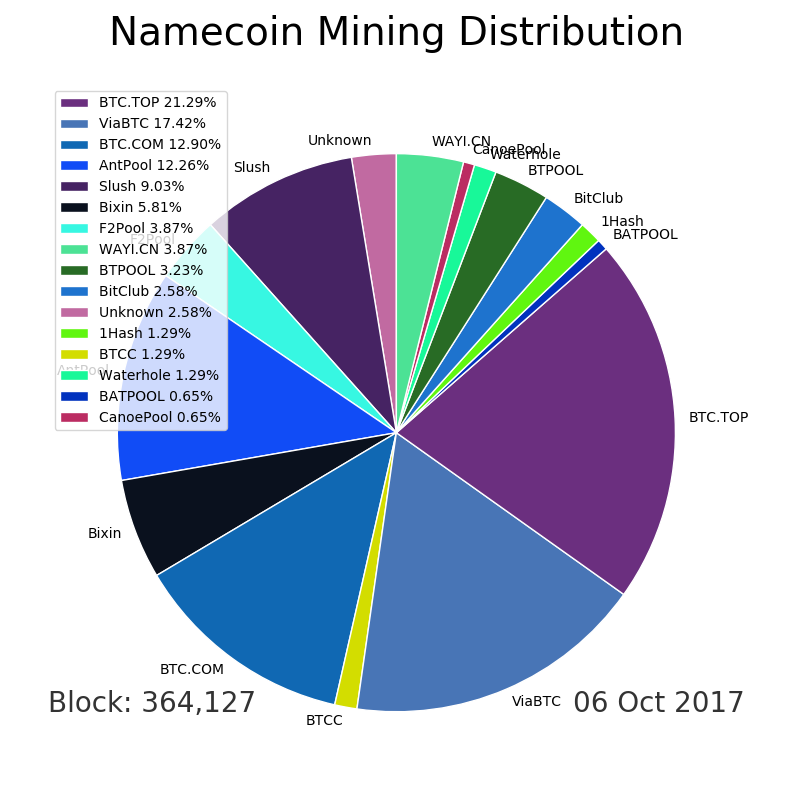 Namecoin Mining Distribution
BTC.TOP 21.29%
ViaBTC 17.42%
BTC.COM 12.90%
AntPool 12.26%
Slush 9.03%
Bixin 5.81%
F2Pool 3.87%
WAYI.CN 3.87%
BTPOOL 3.23%
BitClub 2.58%
Unknown 2.58%
1Hash 1.29%
BTCC 1.29%
Waterhole 1.29%
BATPOOL 0.65%
CanoePool 0.65%
Unknown
WAYI.CN
CanoePool
Waterhole
Slush
BTPOOL
BitClub
1Hash
BATPOOL
F2Pool
AntPool
BTC.TOP
Bixin
BTC.COM
ViaBTC
BTCC
Block: 364,127
06 Oct 2017